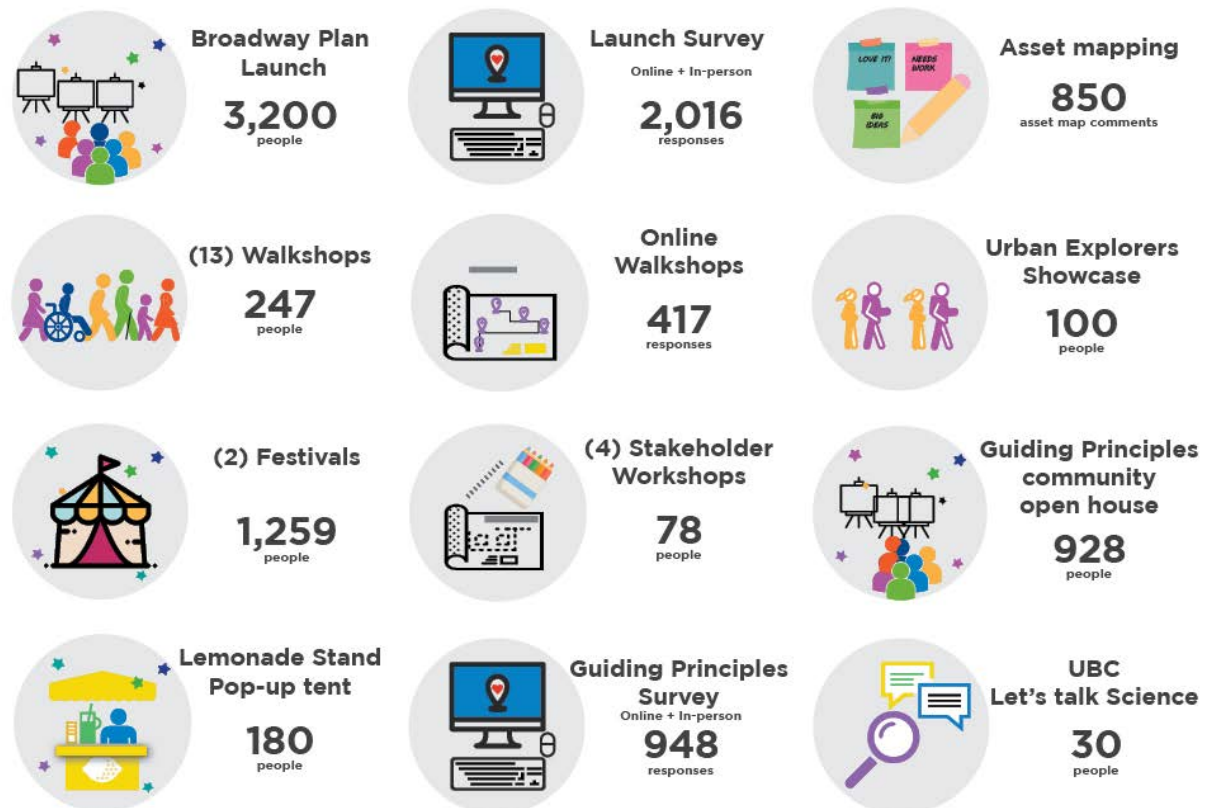 Broadway Plan
Launch
3,200
people
Launch Survey
Online + In-person
2,016
responses
LOVE IT!
NEEDS
WORK
BIG
IDEAS
Asset mapping
850
asset map comments
(13) Walkshops
247
people
Online
Walkshops
417
responses
Urban Explorers
Showcase
100
people
(2) Festivals
1,259
people
(4) Stakeholder
Workshops
78
people
Guiding Principles
community
open house
928
people
Lemonade Stand
Pop-up tent
180
people
Guiding Principles
Survey
Online + In-person
948
responses
UBC
Let's talk Science
30
people